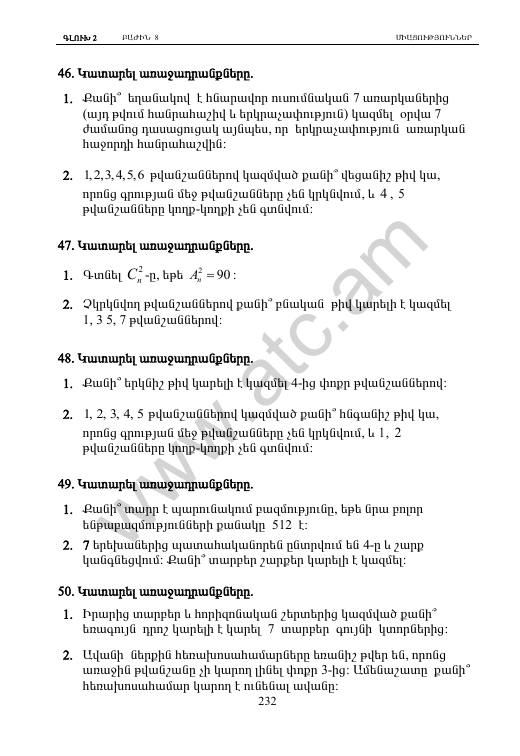 ԳԼՈՒԽ 2 ԲԱԺԻՆ 8 ՄԻԱՑՈՒԹՅՈՒՆՆԵՐ
46. Կատարել առաջադրանքները.
1. Քանի՞ եղանակով է հնարավոր ուսումնական 7 առարկաներից
(այդ թվում հանրահաշիվ և երկրաչափություն) կազմել օրվա 7
ժամանոց դասացուցակ այնպես, որ երկրաչափություն առարկան
հաջորդի հանրահաշվին:
2. 1,2,3,4,5,6 թվանշաններով կազմված քանի՞ վեցանիշ թիվ կա,
որոնց գրության մեջ թվանշանները չեն կրկնվում, և 4 , 5
թվանշանները կողք-կողքի չեն գտնվում:
47. Կատարել առաջադրանքները.
1. Գտնել C_n^2 -ը, եթե A_n^2 = 90 :
2. Չկրկնվող թվանշաններով քանի՞ բնական թիվ կարելի է կազմել
1, 3 5, 7 թվանշաններով:
48. Կատարել առաջադրանքները.
1. Քանի՞ երկնիշ թիվ կարելի է կազմել 4-ից փոքր թվանշաններով:
2. 1, 2, 3, 4, 5 թվանշաններով կազմված քանի՞ հնգանիշ թիվ կա,
որոնց գրության մեջ թվանշանները չեն կրկնվում, և 1, 2
թվանշանները կողք-կողքի չեն գտնվում:
49. Կատարել առաջադրանքները.
1. Քանի՞ տարր է պարունակում բազմությունը, եթե նրա բոլոր
ենթաբազմությունների քանակը 512 է:
2. 7 երեխաներից պատահականորեն ընտրվում են 4-ը և շարք
կանգնեցվում: Քանի՞ տարբեր շարքեր կարելի է կազմել:
50. Կատարել առաջադրանքները.
1. Իրարից տարբեր և հորիզոնական շերտերից կազմված քանի՞
եռագույն դրոշ կարելի է կարել 7 տարբեր գույնի կտորներից:
2. Ավանի ներքին հեռախոսահամարները եռանիշ թվեր են, որոնց
առաջին թվանշանը չի կարող լինել փոքր 3-ից: Ամենաշատը քանի՞
հեռախոսահամար կարող է ունենալ ավանը:
232
www.atc.am